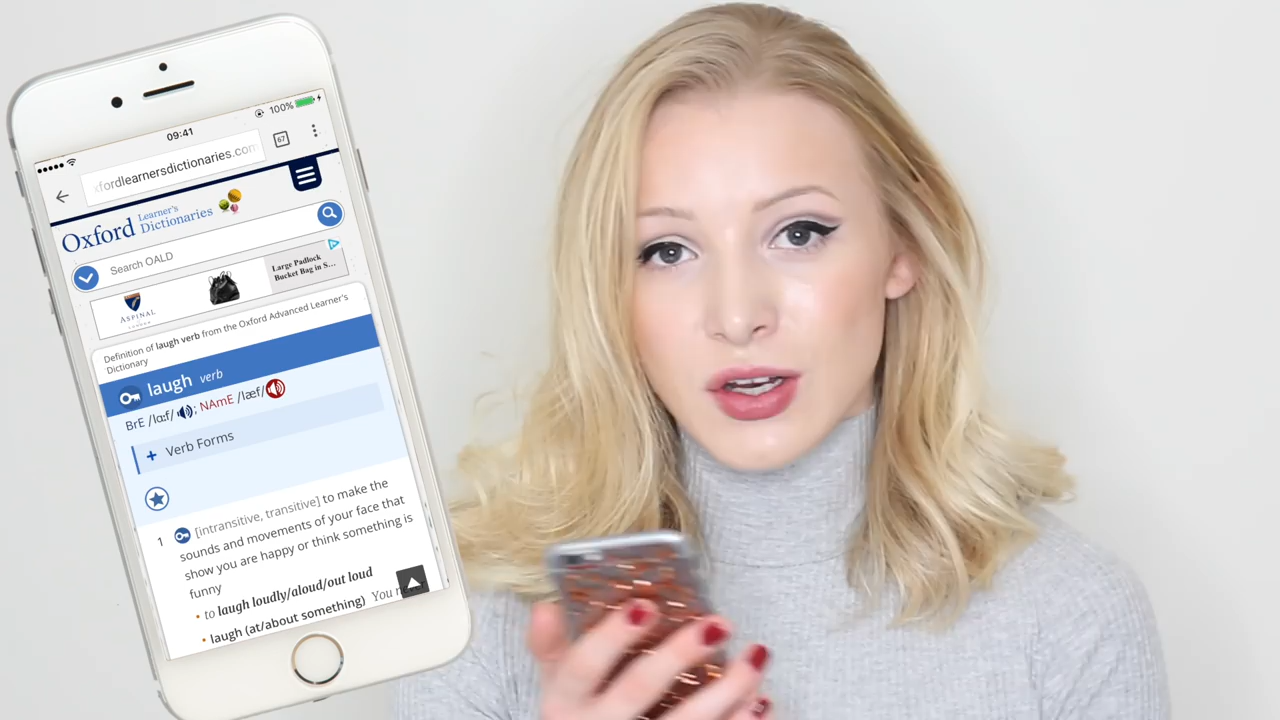 09:41
100%
xfordlearnersdictionaries.com
67
Oxford Learner's Dictionaries
Search OALD
ASPINAL
LONDON
Large Padlock
Bucket Bag in S...
Definition of laugh verb from the Oxford Advanced Learner's
Dictionary
laugh verb
BrE /lɑːf/ ; NAmE /læf/
+ Verb Forms
1 [intransitive, transitive] to make the
sounds and movements of your face that
show you are happy or think something is
funny
• to laugh loudly/aloud/out loud
• laugh (at/about something) You never